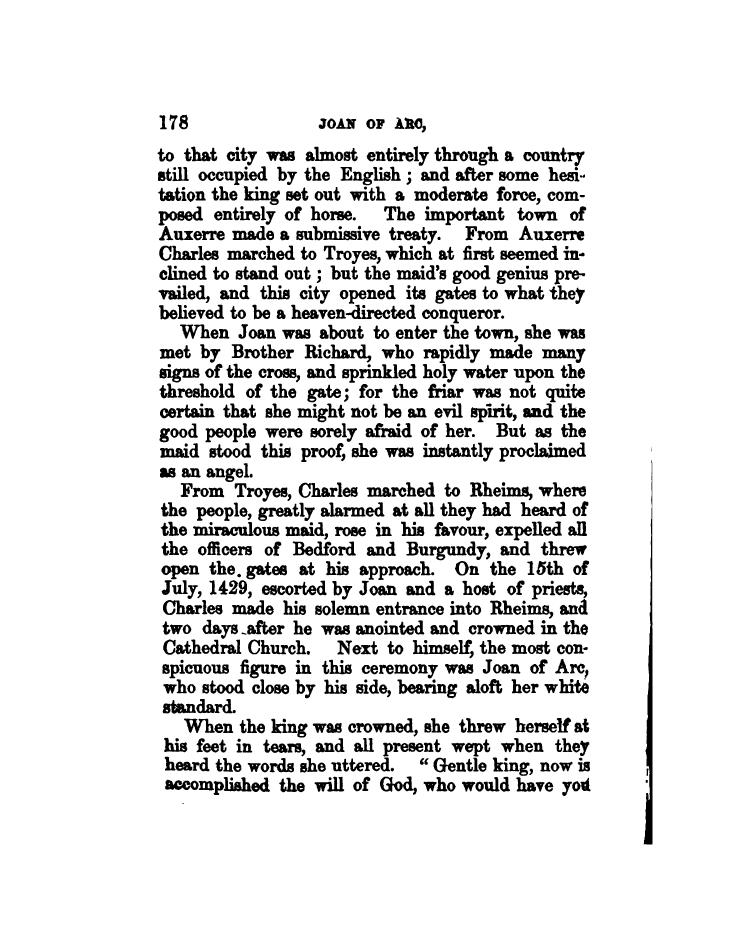 178 JOAN OF ARC,
to that city was almost entirely through a country
still occupied by the English ; and after some hesi-
tation the king set out with a moderate force, com-
posed entirely of horse. The important town of
Auxerre made a submissive treaty. From Auxerre
Charles marched to Troyes, which at first seemed in-
clined to stand out ; but the maid's good genius pre-
vailed, and this city opened its gates to what they
believed to be a heaven-directed conqueror.
When Joan was about to enter the town, she was
met by Brother Richard, who rapidly made many
signs of the cross, and sprinkled holy water upon the
threshold of the gate; for the friar was not quite
certain that she might not be an evil spirit, and the
good people were sorely afraid of her. But as the
maid stood this proof, she was instantly proclaimed
as an angel.
From Troyes, Charles marched to Rheims, where
the people, greatly alarmed at all they had heard of
the miraculous maid, rose in his favour, expelled all
the officers of Bedford and Burgundy, and threw
open the gates at his approach. On the 15th of
July, 1429, escorted by Joan and a host of priests,
Charles made his solemn entrance into Rheims, and
two days after he was anointed and crowned in the
Cathedral Church. Next to himself, the most con-
spicuous figure in this ceremony was Joan of Arc,
who stood close by his side, bearing aloft her white
standard.
When the king was crowned, she threw herself at
his feet in tears, and all present wept when they
heard the words she uttered. " Gentle king, now is
accomplished the will of God, who would have you